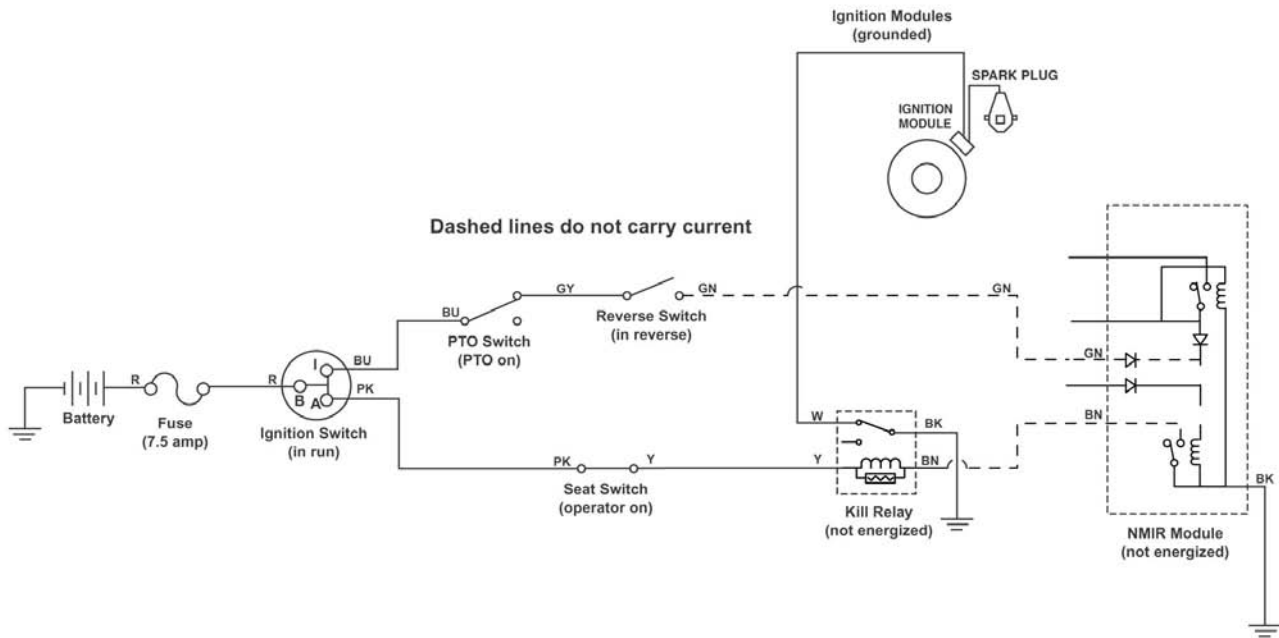 Ignition Modules
(grounded)
SPARK PLUG
IGNITION
MODULE
Dashed lines do not carry current
BU
GY
GN
GN
PTO Switch
(PTO on)
Reverse Switch
(in reverse)
R
Battery
Fuse
(7.5 amp)
R
I
B
A
BU
PK
Ignition Switch
(in run)
PK
Y
Seat Switch
(operator on)
W
BK
Y
BN
Kill Relay
(not energized)
GN
BN
BK
NMIR Module
(not energized)